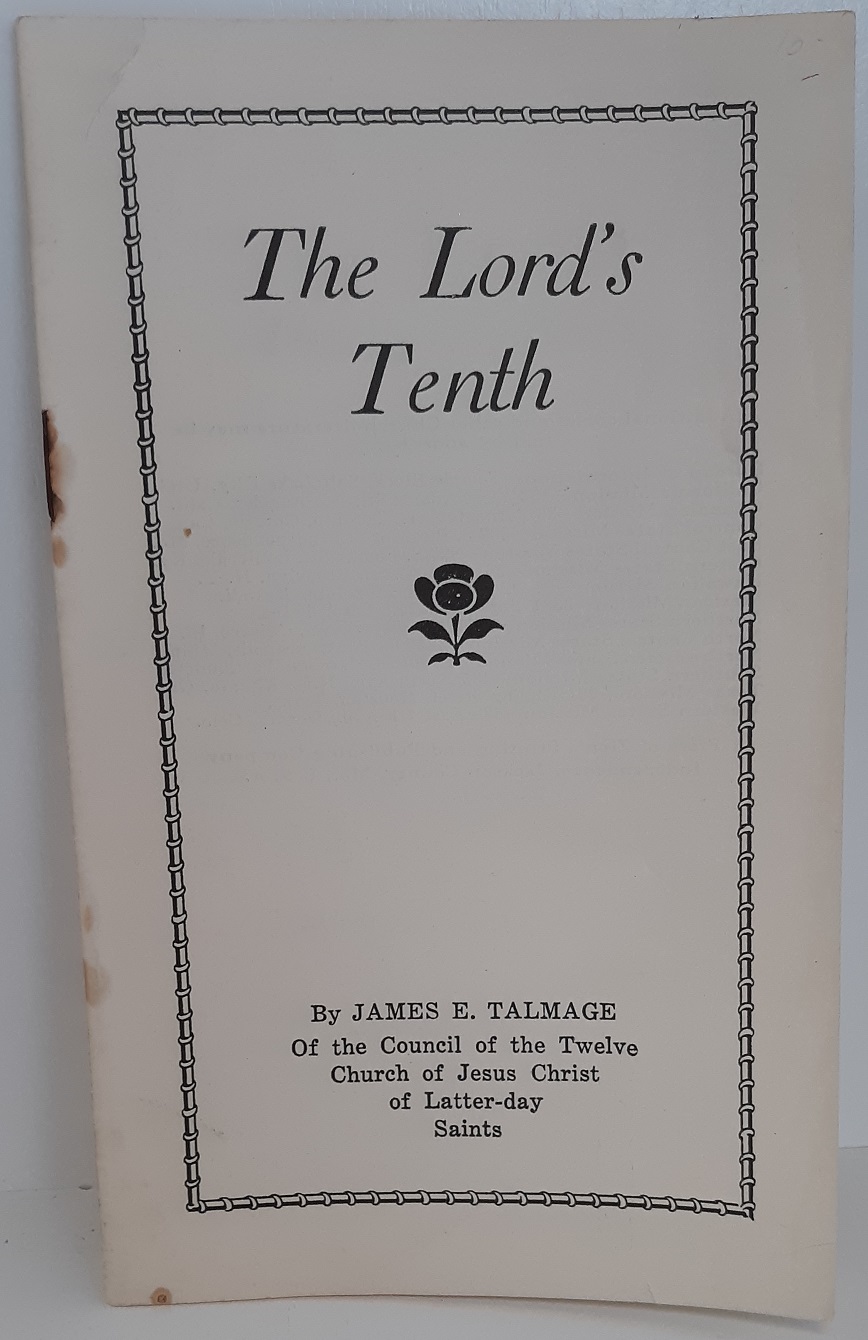 The Lord's
Tenth
By JAMES E. TALMAGE
Of the Council of the Twelve
Church of Jesus Christ
of Latter-day
Saints